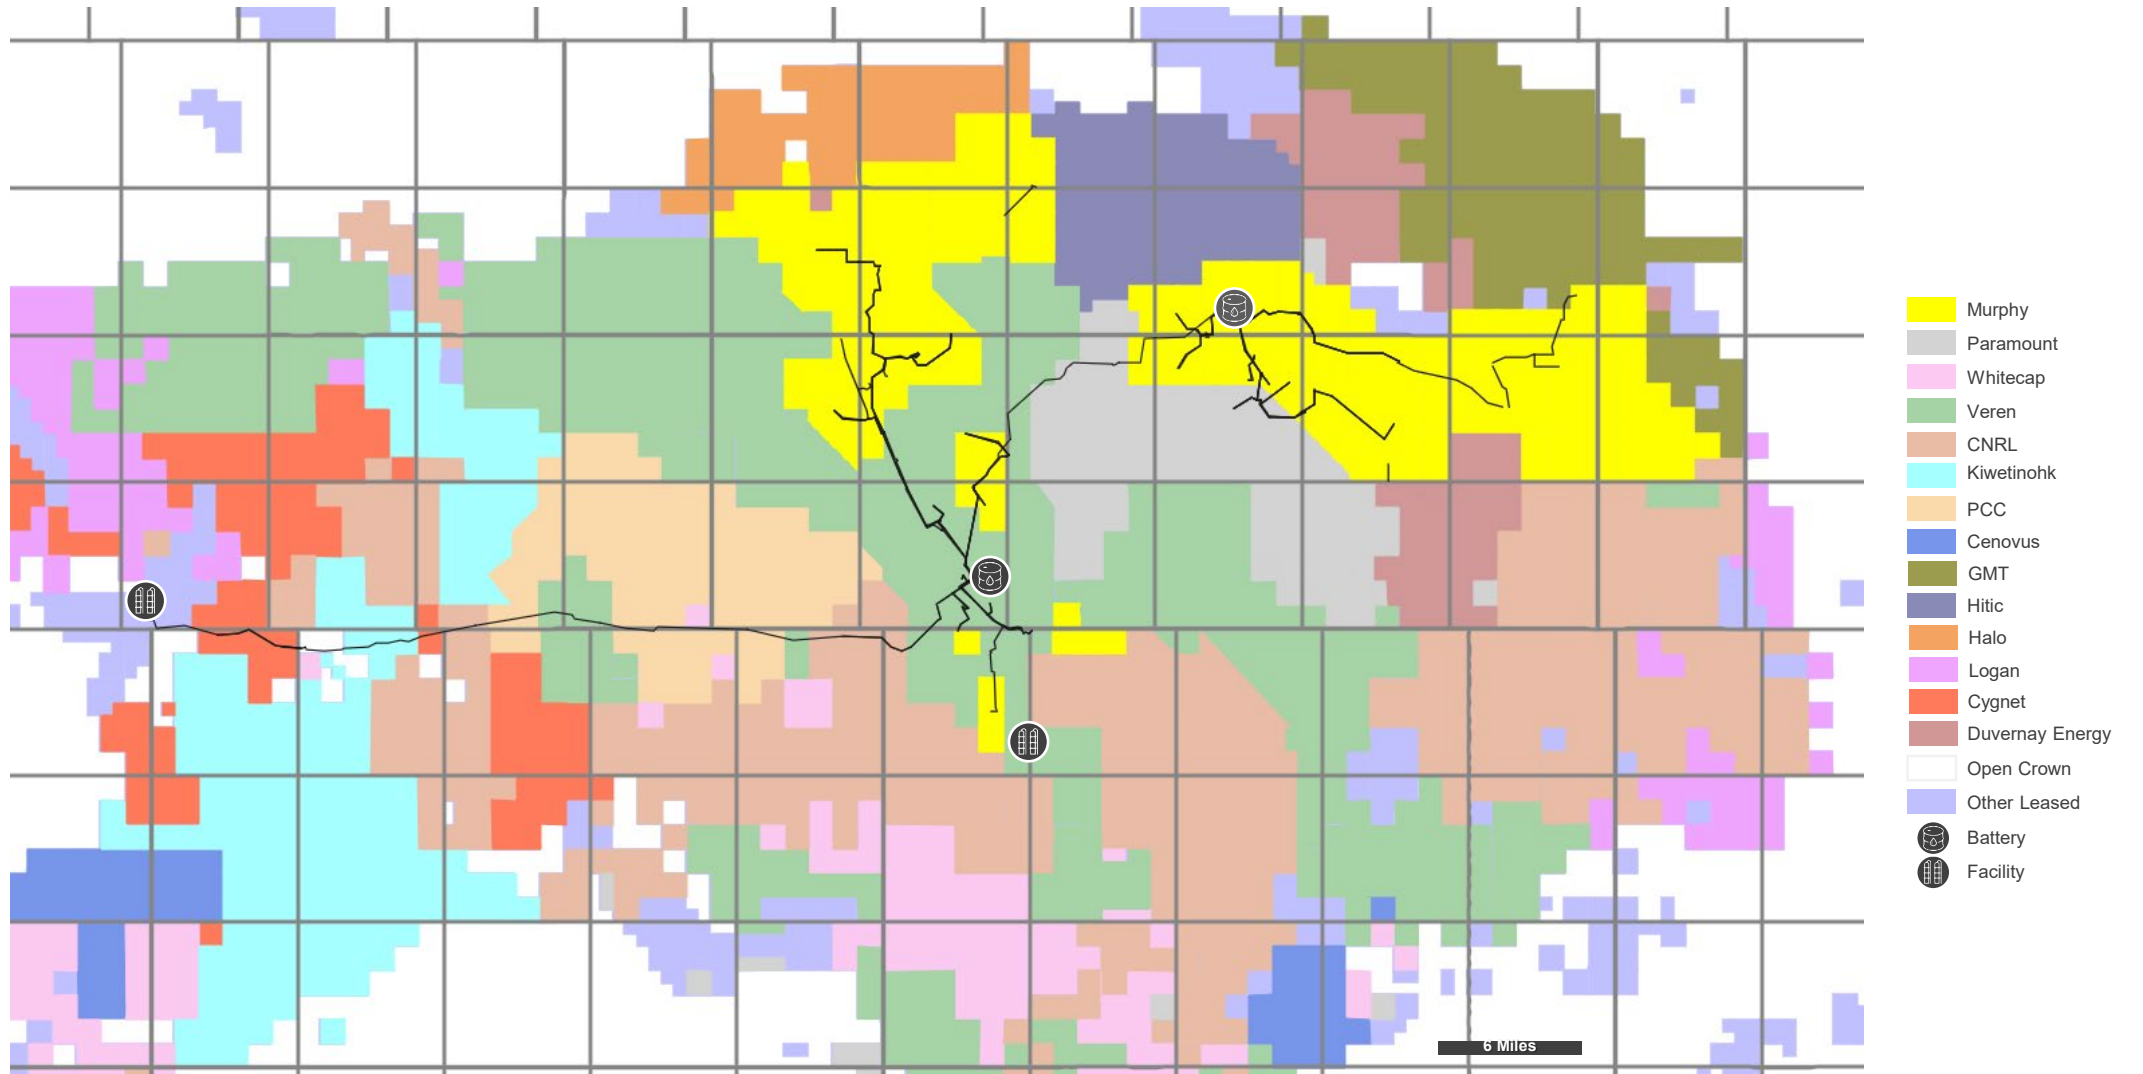 Murphy
Paramount
Whitecap
Veren
CNRL
Kiwetinohk
PCC
Cenovus
GMT
Hitic
Halo
Logan
Cygnet
Duvernay Energy
Open Crown
Other Leased
Battery
Facility
6 Miles